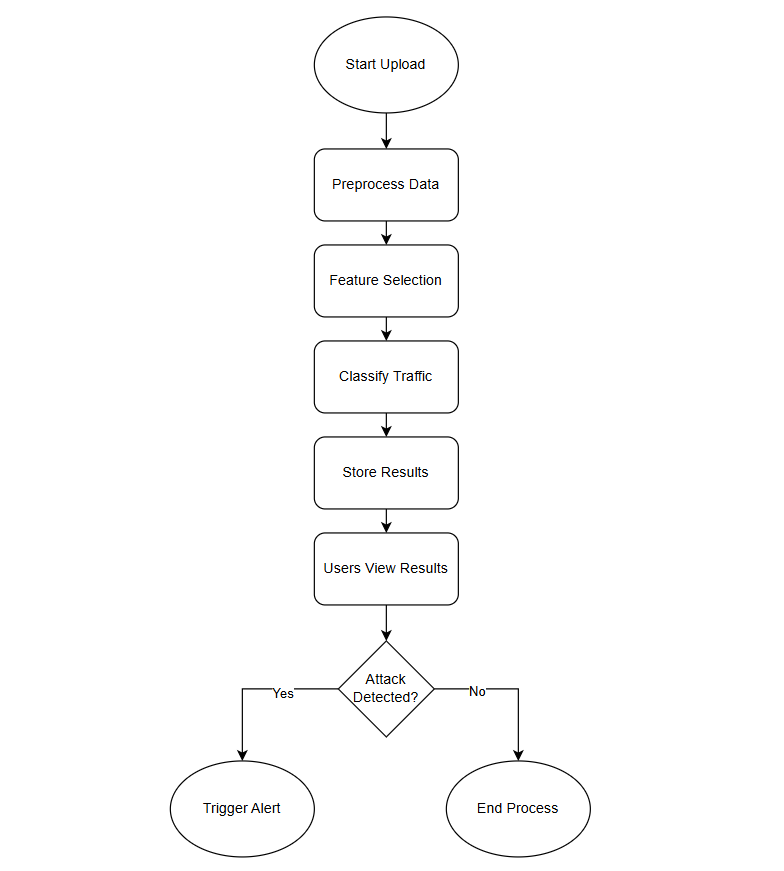 Start Upload
Preprocess Data
Feature Selection
Classify Traffic
Store Results
Users View Results
Attack
Detected?
Yes
No
Trigger Alert
End Process